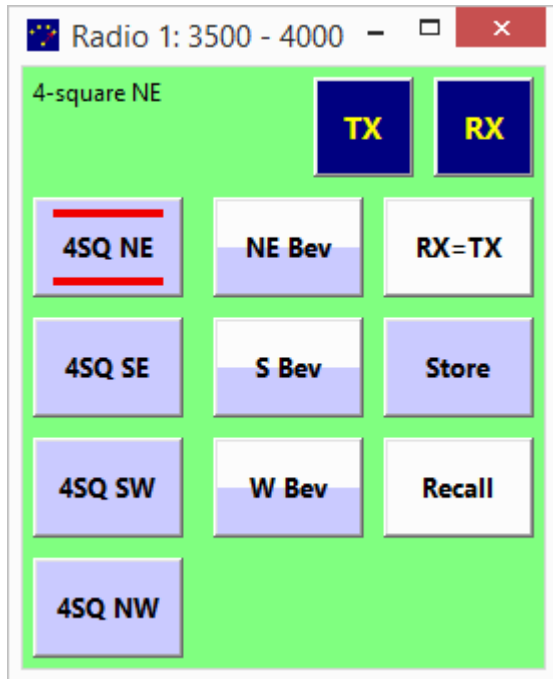 Radio 1: 3500 - 4000
4-square NE
TX RX
4SQ NE NE Bev RX=TX
4SQ SE S Bev Store
4SQ SW W Bev Recall
4SQ NW